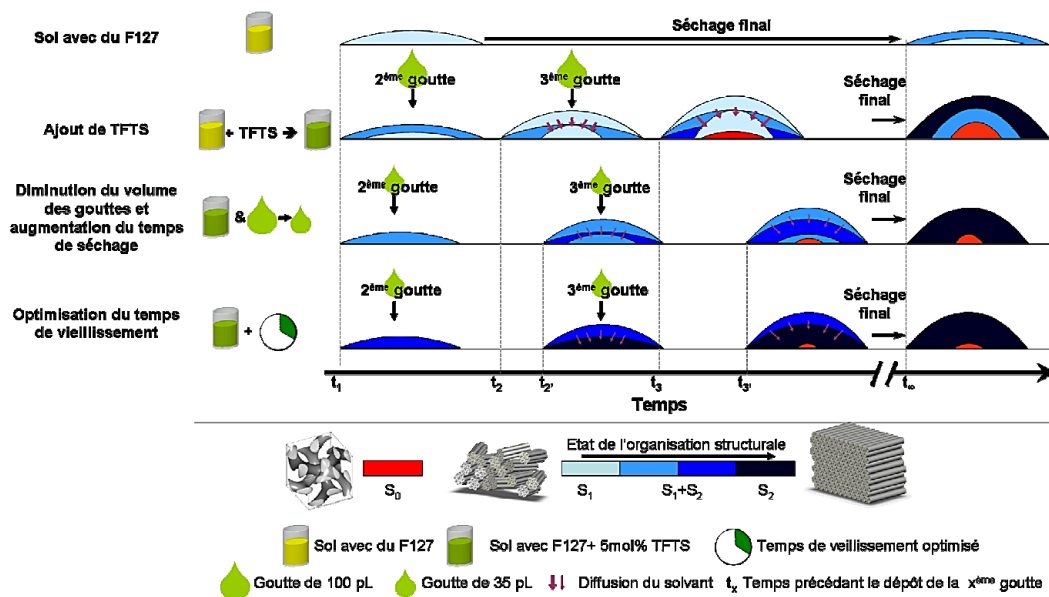 Sol avec du F127
Séchage final
2ème goutte
3ème goutte
Séchage
final
Ajout de TFTS
+ TFTS
Diminution du volume
des gouttes et
augmentation du temps
de séchage
&
2ème goutte
3ème goutte
Séchage
final
Optimisation du temps
de vieillissement
+
2ème goutte
3ème goutte
Séchage
final
t1 t2 t2' t3 t3' t∞
Temps
Etat de l'organisation structurale
S0 S1 S1+S2 S2
Sol avec du F127
Sol avec F127+ 5mol% TFTS
Temps de veillissement optimisé
Goutte de 100 pL
Goutte de 35 pL
Diffusion du solvant
tx Temps précédant le dépôt de la xème goutte